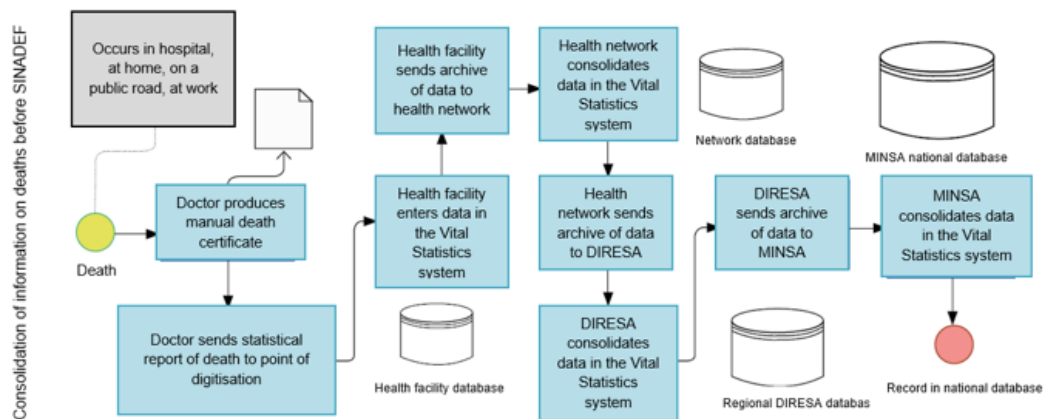 Consolidation of information on deaths before SINADEF
Occurs in hospital,
at home, on a
public road, at work
Death
Doctor produces
manual death
certificate
Doctor sends statistical
report of death to point of
digitisation
Health facility
sends archive
of data to
health network
Health facility
enters data in
the Vital
Statistics
system
Health facility database
Health network
consolidates
data in the Vital
Statistics
system
Network database
Health
network sends
archive of data
to DIRESA
DIRESA
consolidates
data in the Vital
Statistics
system
Regional DIRESA databas
DIRESA
sends archive
of data to
MINSA
MINSA national database
MINSA
consolidates data
in the Vital
Statistics system
Record in national database